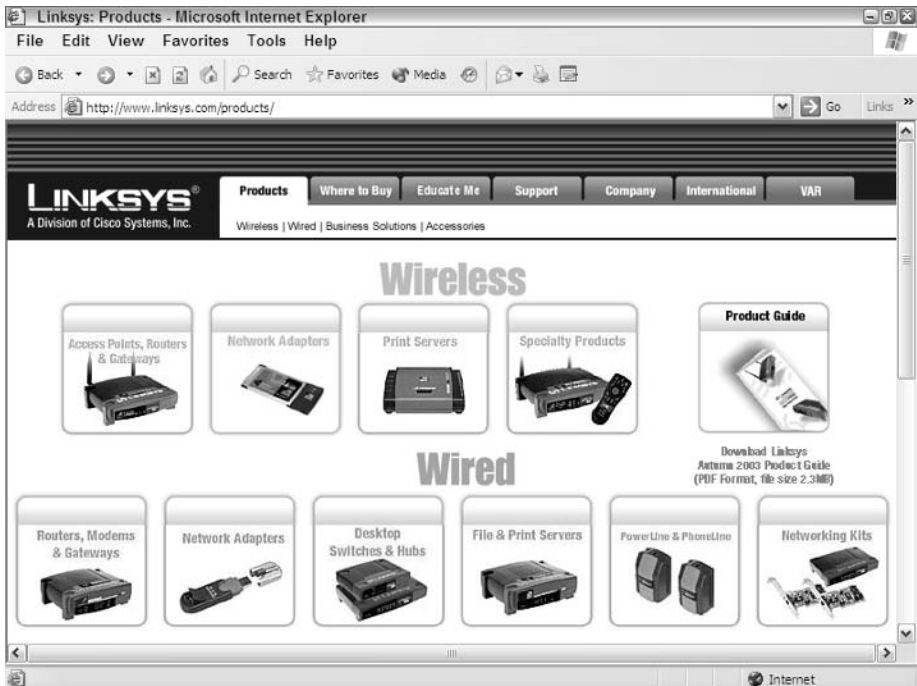 Linksys: Products - Microsoft Internet Explorer
File Edit View Favorites Tools Help
Back Search Favorites Media
Address http://www.linksys.com/products/ Go Links »
LINKSYS®
A Division of Cisco Systems, Inc.
Products Where to Buy Educate Me Support Company International VAR
Wireless | Wired | Business Solutions | Accessories
Wireless
Access Points, Routers
& Gateways
Network Adapters
Print Servers
Specialty Products
Product Guide
Download Linksys
Autumn 2003 Product Guide
(PDF Format, file size 2.3MB)
Wired
Routers, Modems
& Gateways
Network Adapters
Desktop
Switches & Hubs
File & Print Servers
PowerLine & PhoneLine
Networking Kits
Internet